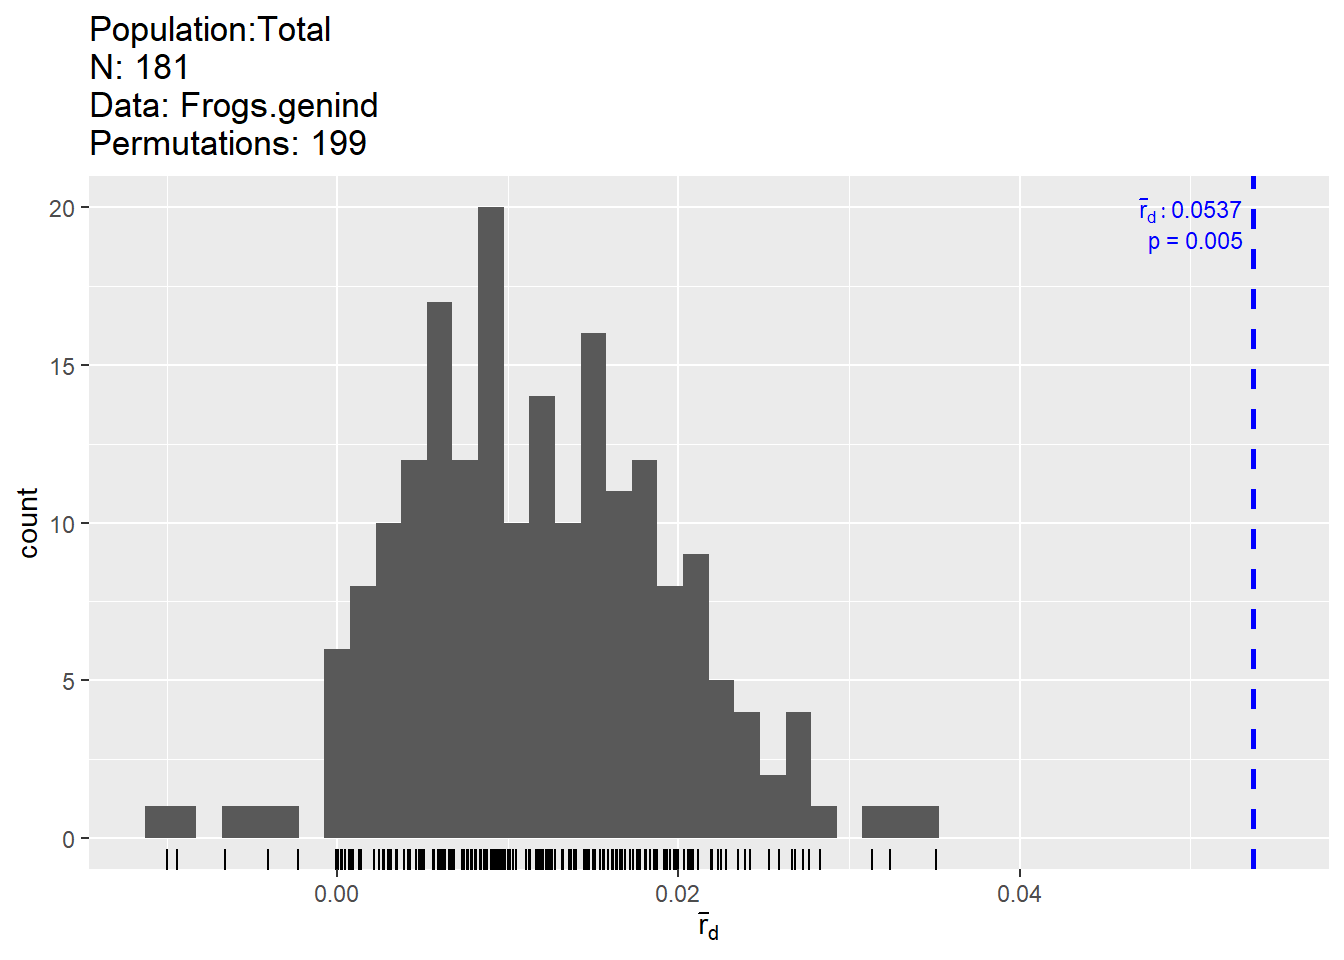 Population:Total
N: 181
Data: Frogs.genind
Permutations: 199
r̄d : 0.0537
p = 0.005
20
15
10
5
0
count
0.00
0.02
0.04
r̄d